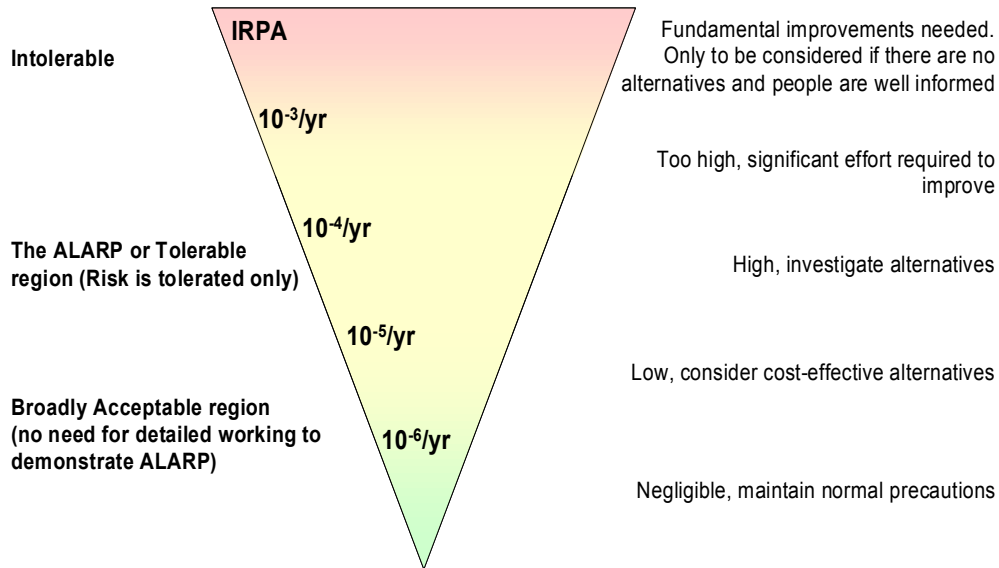 IRPA
Intolerable
Fundamental improvements needed.
Only to be considered if there are no
alternatives and people are well informed
10⁻³/yr
Too high, significant effort required to
improve
10⁻⁴/yr
The ALARP or Tolerable
region (Risk is tolerated only)
High, investigate alternatives
10⁻⁵/yr
Low, consider cost-effective alternatives
Broadly Acceptable region
(no need for detailed working to
demonstrate ALARP)
10⁻⁶/yr
Negligible, maintain normal precautions